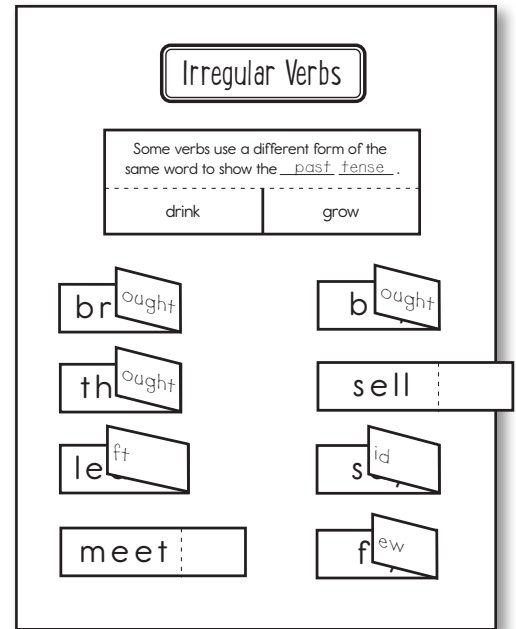 Irregular Verbs
Some verbs use a different form of the
same word to show the past tense .
drink grow
br ought
b ought
th ought
sell
le ft
s id
meet
f ew